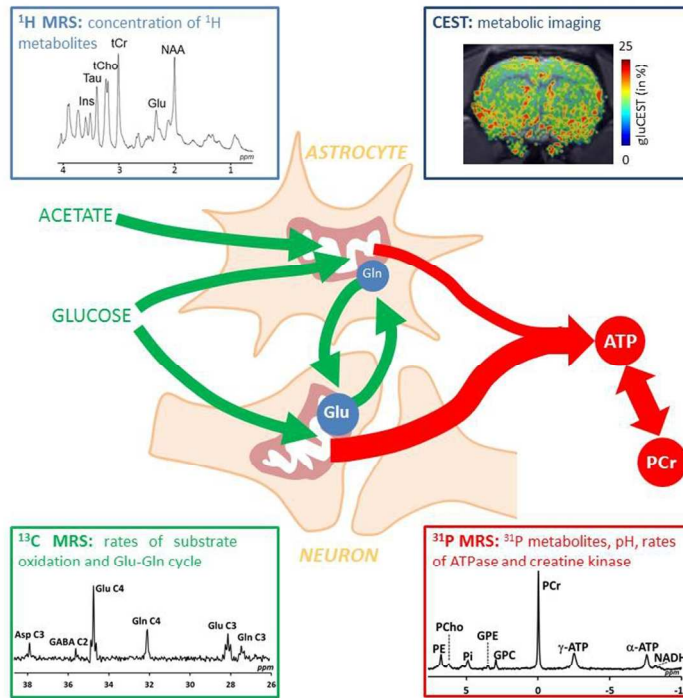 ¹H MRS: concentration of ¹H
metabolites
tCr
NAA
tCho
Tau
Ins
Glu
4 3 2 1 ppm
CEST: metabolic imaging
25
gluCEST (in %)
0
ASTROCYTE
ACETATE
Gln
GLUCOSE
ATP
Glu
PCr
NEURON
¹³C MRS: rates of substrate
oxidation and Glu-Gln cycle
Glu C4
Gln C4
Glu C3
Asp C3
GABA C2
Gln C3
ppm
38 36 34 32 30 28 26
³¹P MRS: ³¹P metabolites, pH, rates
of ATPase and creatine kinase
PCr
PCho
GPE
PE
Pi
GPC
γ-ATP
α-ATP
NADH
ppm
5 0 -5